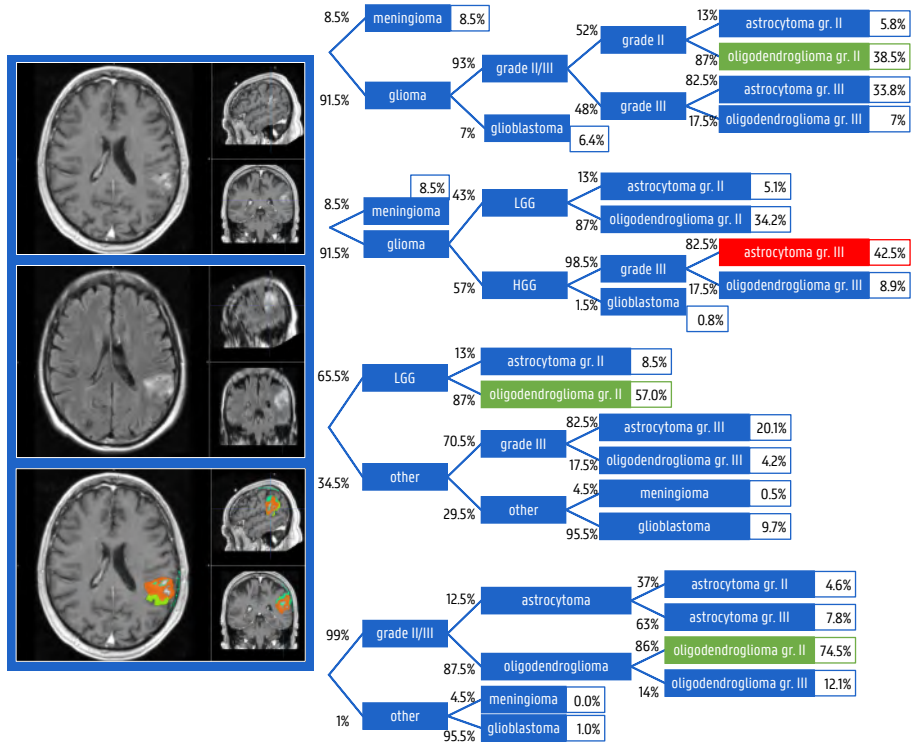 8.5% meningioma 8.5%
91.5% glioma
93% grade II/III
7% glioblastoma 6.4%
52% grade II
48% grade III
13% astrocytoma gr. II 5.8%
87% oligodendroglioma gr. II 38.5%
82.5% astrocytoma gr. III 33.8%
17.5% oligodendroglioma gr. III 7%
8.5% meningioma 8.5%
91.5% glioma
43% LGG
57% HGG
13% astrocytoma gr. II 5.1%
87% oligodendroglioma gr. II 34.2%
98.5% grade III
1.5% glioblastoma 0.8%
82.5% astrocytoma gr. III 42.5%
17.5% oligodendroglioma gr. III 8.9%
65.5% LGG
34.5% other
13% astrocytoma gr. II 8.5%
87% oligodendroglioma gr. II 57.0%
70.5% grade III
29.5% other
82.5% astrocytoma gr. III 20.1%
17.5% oligodendroglioma gr. III 4.2%
4.5% meningioma 0.5%
95.5% glioblastoma 9.7%
99% grade II/III
1% other
12.5% astrocytoma
87.5% oligodendroglioma
37% astrocytoma gr. II 4.6%
63% astrocytoma gr. III 7.8%
86% oligodendroglioma gr. II 74.5%
14% oligodendroglioma gr. III 12.1%
4.5% meningioma 0.0%
95.5% glioblastoma 1.0%